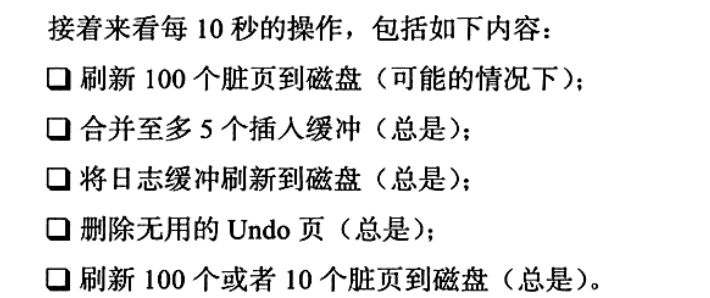 接着来看每 10 秒的操作，包括如下内容：
❑ 刷新 100 个脏页到磁盘（可能的情况下）；
❑ 合并至多 5 个插入缓冲（总是）；
❑ 将日志缓冲刷新到磁盘（总是）；
❑ 删除无用的 Undo 页（总是）；
❑ 刷新 100 个或者 10 个脏页到磁盘（总是）。